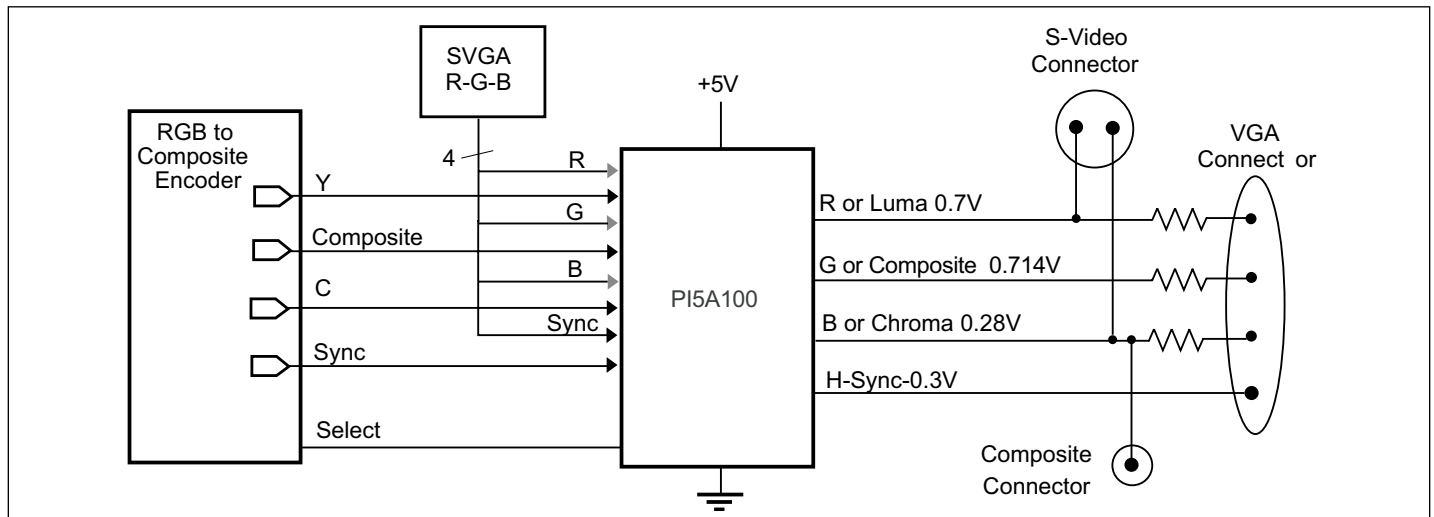 SVGA
R-G-B
S-Video
Connector
+5V
VGA
Connect or
RGB to
Composite
Encoder
4
R
Y
G
Composite
B
C
Sync
Sync
Select
PI5A100
R or Luma 0.7V
G or Composite 0.714V
B or Chroma 0.28V
H-Sync-0.3V
Composite
Connector